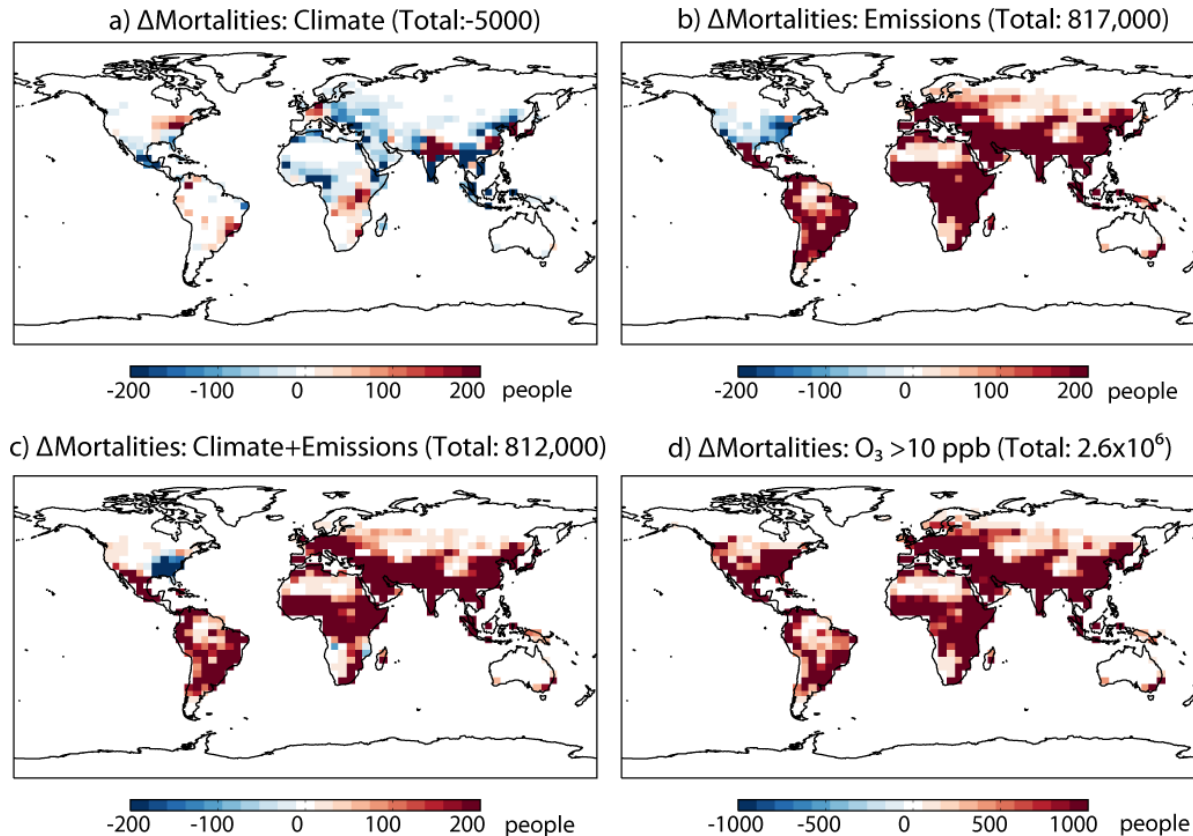 a) ΔMortalities: Climate (Total:-5000)
b) ΔMortalities: Emissions (Total: 817,000)
-200 -100 0 100 200 people
-200 -100 0 100 200 people
c) ΔMortalities: Climate+Emissions (Total: 812,000)
d) ΔMortalities: O₃ >10 ppb (Total: 2.6x10⁶)
-200 -100 0 100 200 people
-1000 -500 0 500 1000 people